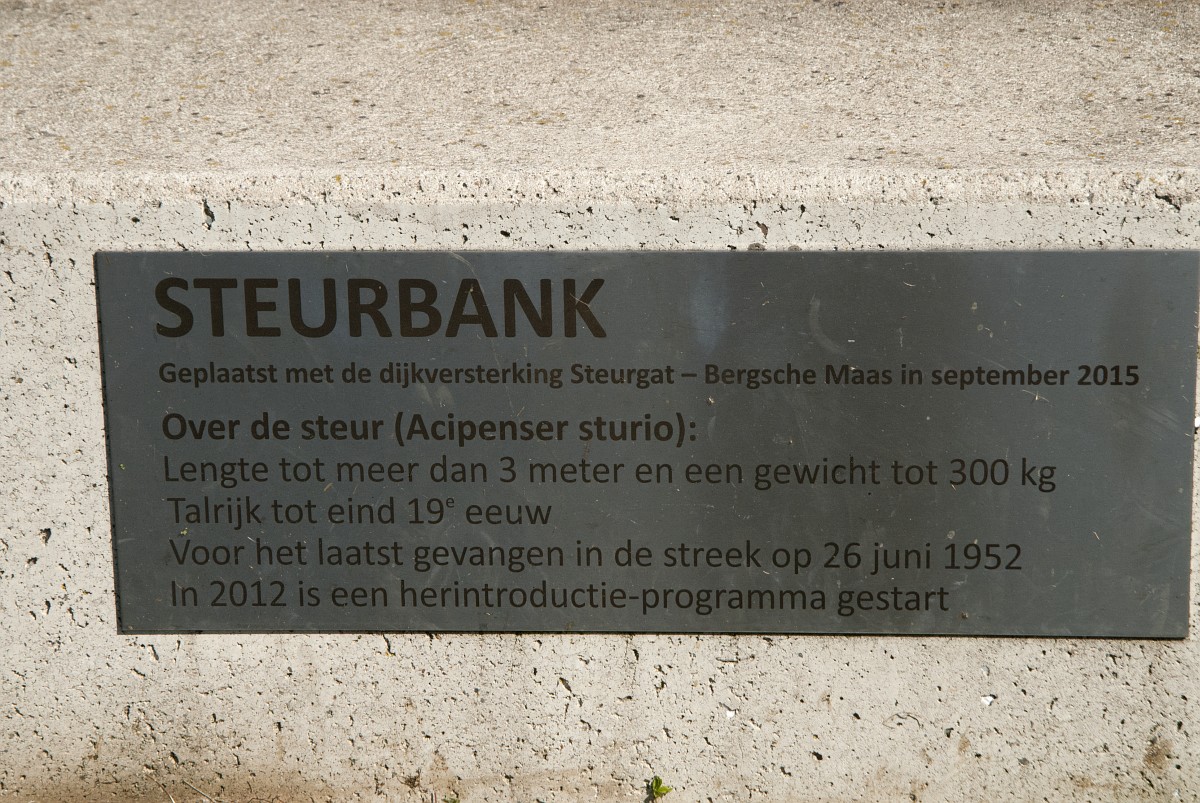 STEURBANK
Geplaatst met de dijkversterking Steurgat – Bergsche Maas in september 2015
Over de steur (Acipenser sturio):
Lengte tot meer dan 3 meter en een gewicht tot 300 kg
Talrijk tot eind 19e eeuw
Voor het laatst gevangen in de streek op 26 juni 1952
In 2012 is een herintroductie-programma gestart